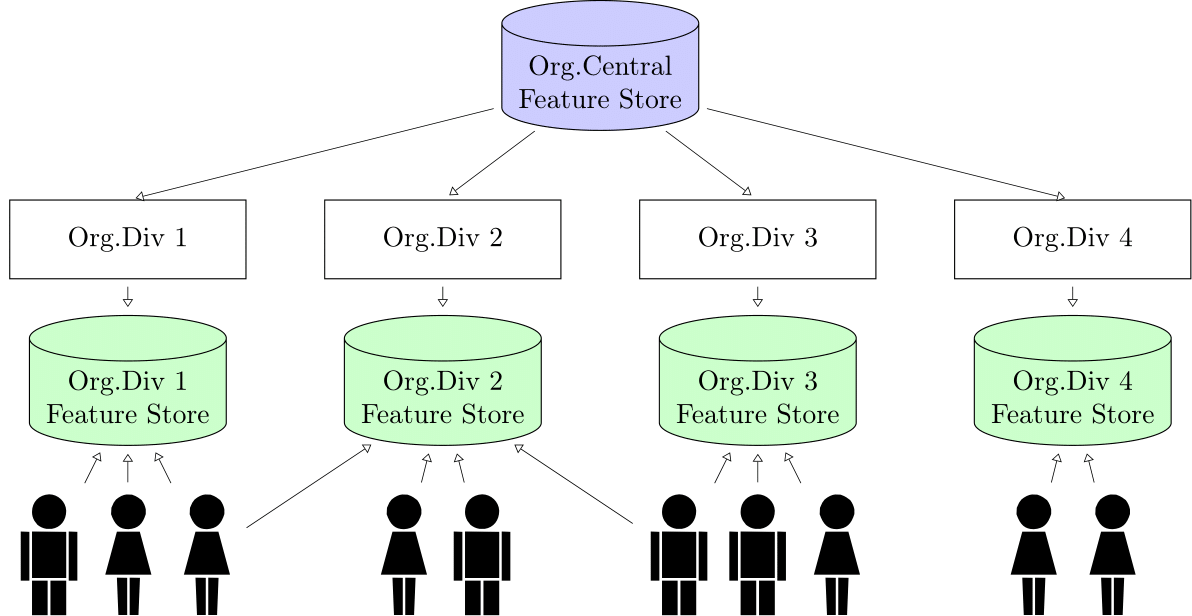 Org.Central
Feature Store
Org.Div 1
Org.Div 2
Org.Div 3
Org.Div 4
Org.Div 1
Feature Store
Org.Div 2
Feature Store
Org.Div 3
Feature Store
Org.Div 4
Feature Store